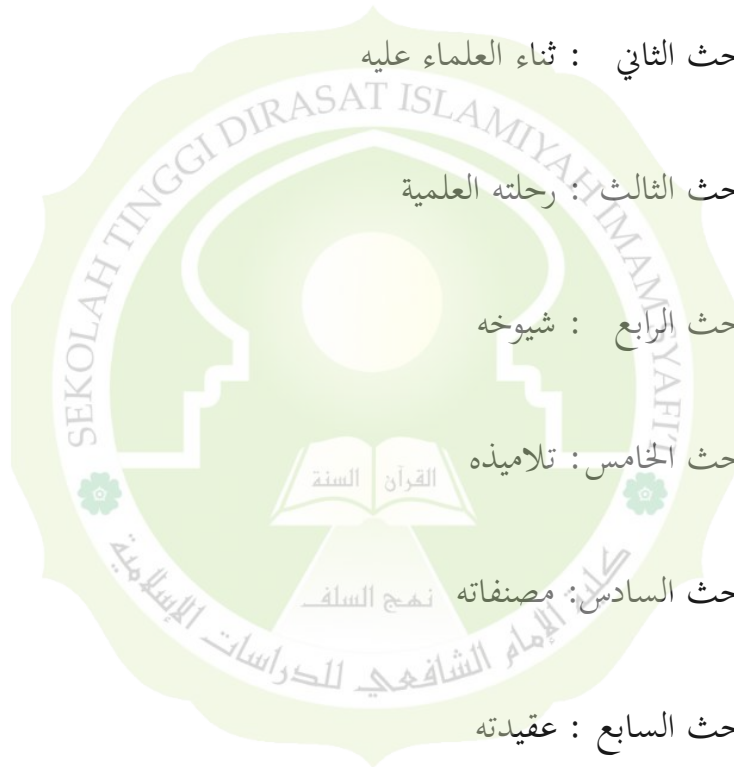 حث الثاني : ثناء العلماء عليه
حث الثالث : رحلته العلمية
حث الرابع : شيوخه
حث الخامس : تلاميذه
حث السادس : مصنفاته
حث السابع : عقيدته
SEKOLAH TINGGI DIRASAT ISLAMIYAH IMAM SYAFI'I
القرآن السنة
نهج السلف
كلية الإمام الشافعي للدراسات الإسلامية